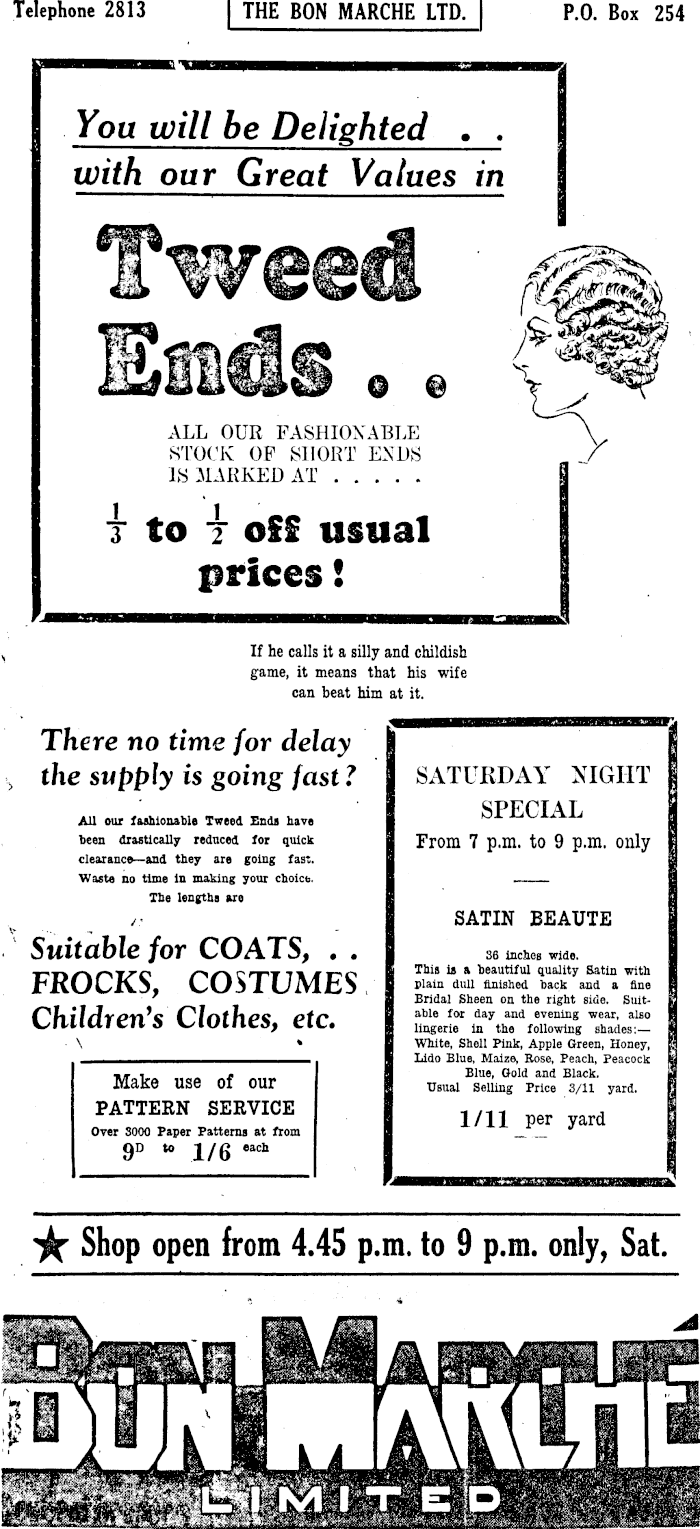 Telephone 2813
THE BON MARCHE LTD.
P.O. Box 254
You will be Delighted . .
with our Great Values in
Tweed
Ends . .
ALL OUR FASHIONABLE
STOCK OF SHORT ENDS
IS MARKED AT . . . . .
1/3 to 1/2 off usual
prices!
If he calls it a silly and childish
game, it means that his wife
can beat him at it.
There no time for delay
the supply is going fast?
All our fashionable Tweed Ends have
been drastically reduced for quick
clearance—and they are going fast.
Waste no time in making your choice.
The lengths are
Suitable for COATS, . .
FROCKS, COSTUMES
Children's Clothes, etc.
Make use of our
PATTERN SERVICE
Over 3000 Paper Patterns at from
9D to 1/6 each
SATURDAY NIGHT
SPECIAL
From 7 p.m. to 9 p.m. only
SATIN BEAUTE
36 inches wide.
This is a beautiful quality Satin with
plain dull finished back and a fine
Bridal Sheen on the right side. Suit-
able for day and evening wear, also
lingerie in the following shades:—
White, Shell Pink, Apple Green, Honey,
Lido Blue, Maize, Rose, Peach, Peacock
Blue, Gold and Black.
Usual Selling Price 3/11 yard.
1/11 per yard
★ Shop open from 4.45 p.m. to 9 p.m. only, Sat.
BON MARCHÉ
LIMITED